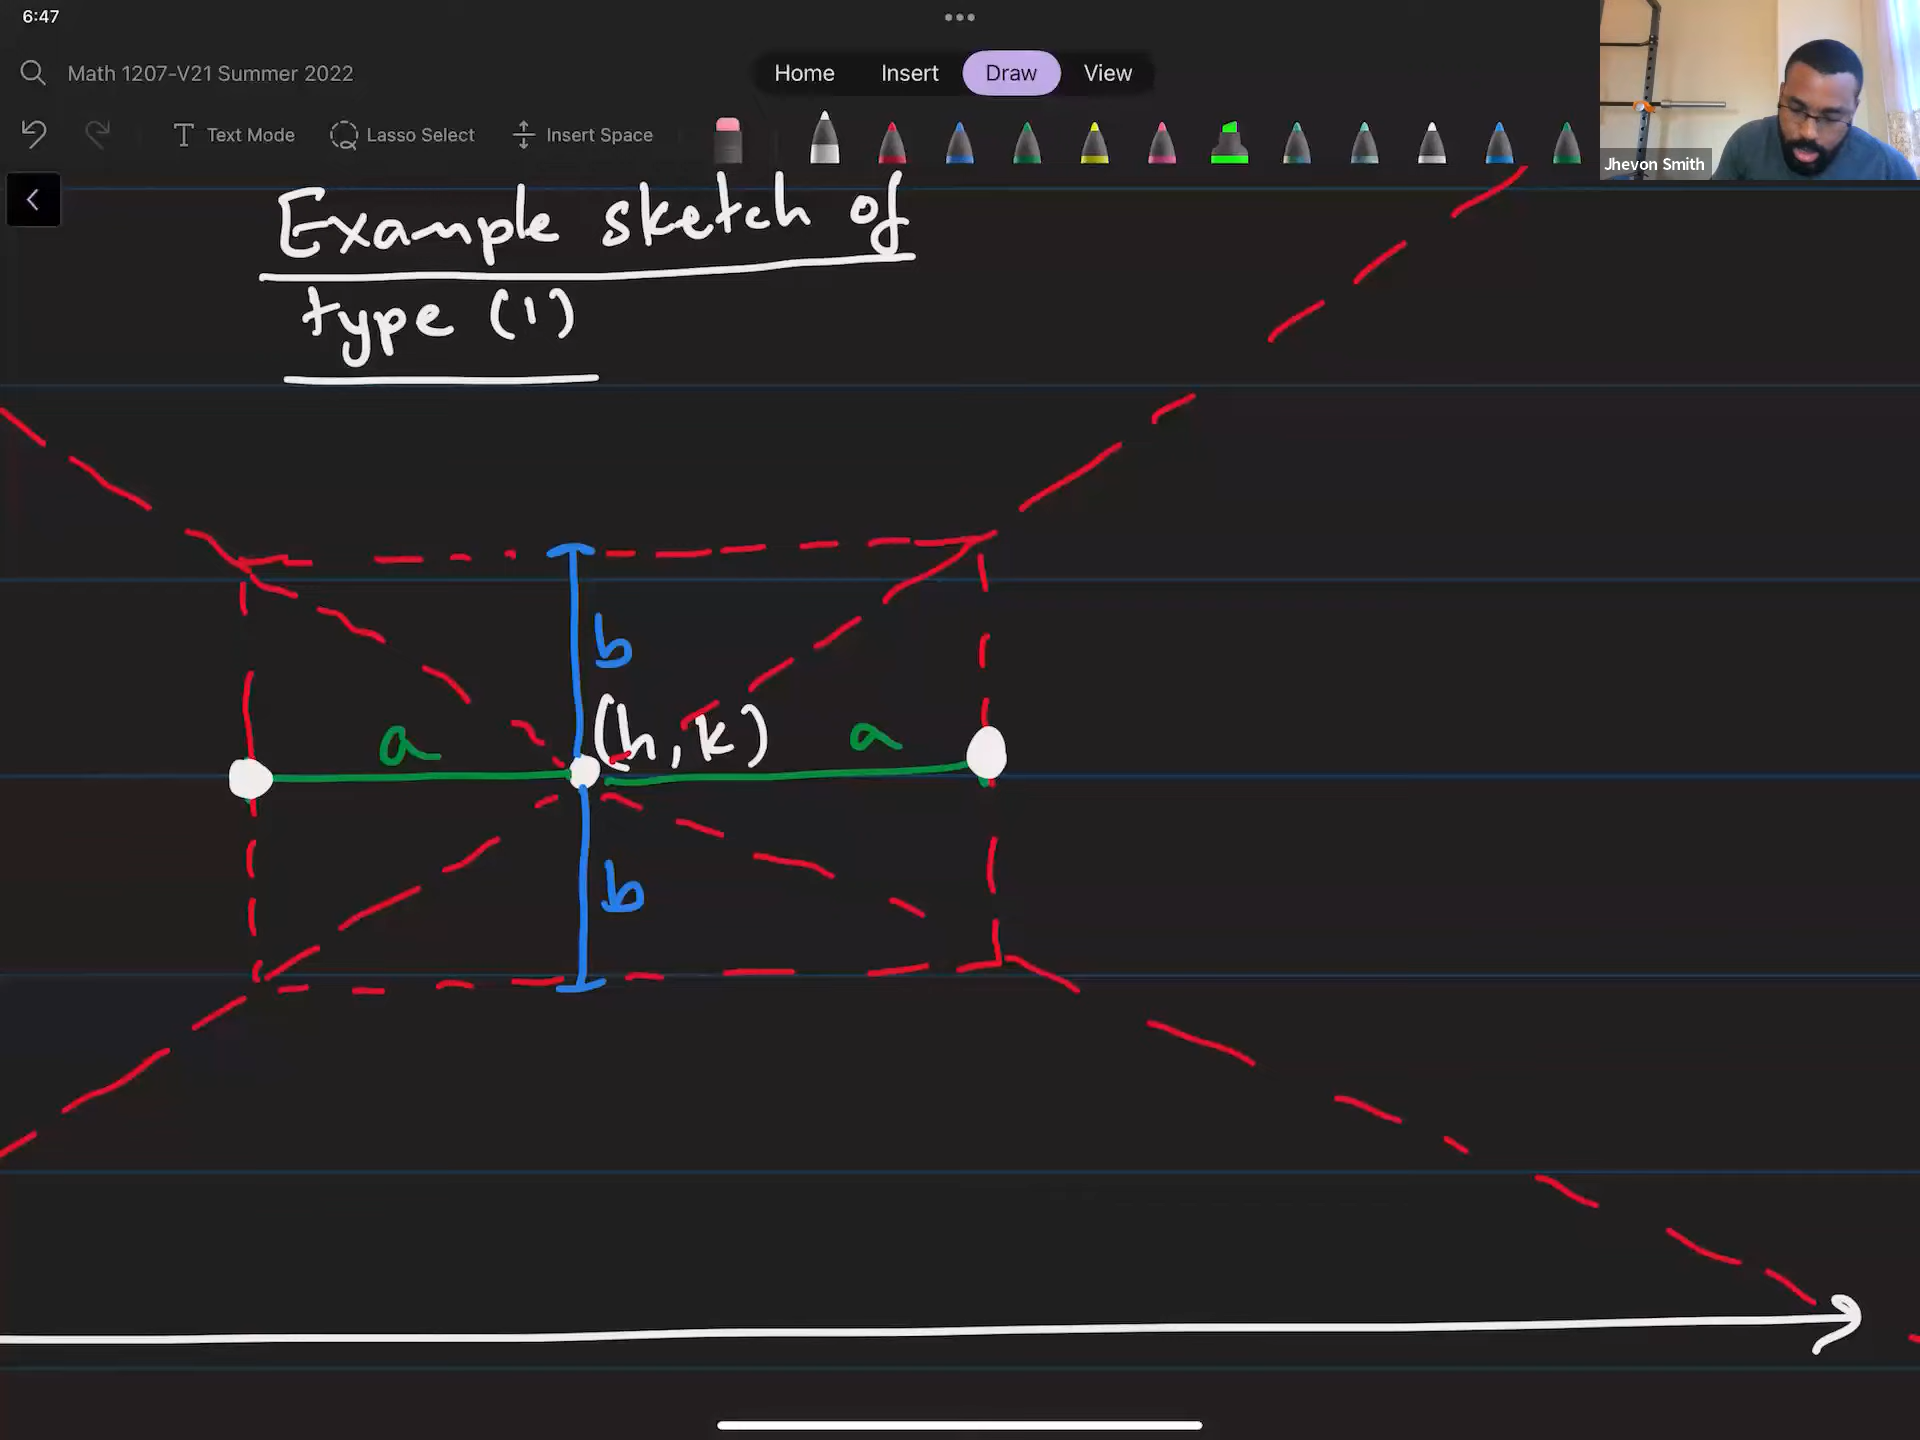 6:47
Math 1207-V21 Summer 2022
Home Insert Draw View
Text Mode Lasso Select Insert Space
Jhevon Smith
Example sketch of
type (1)
b
(h, k)
a a
b